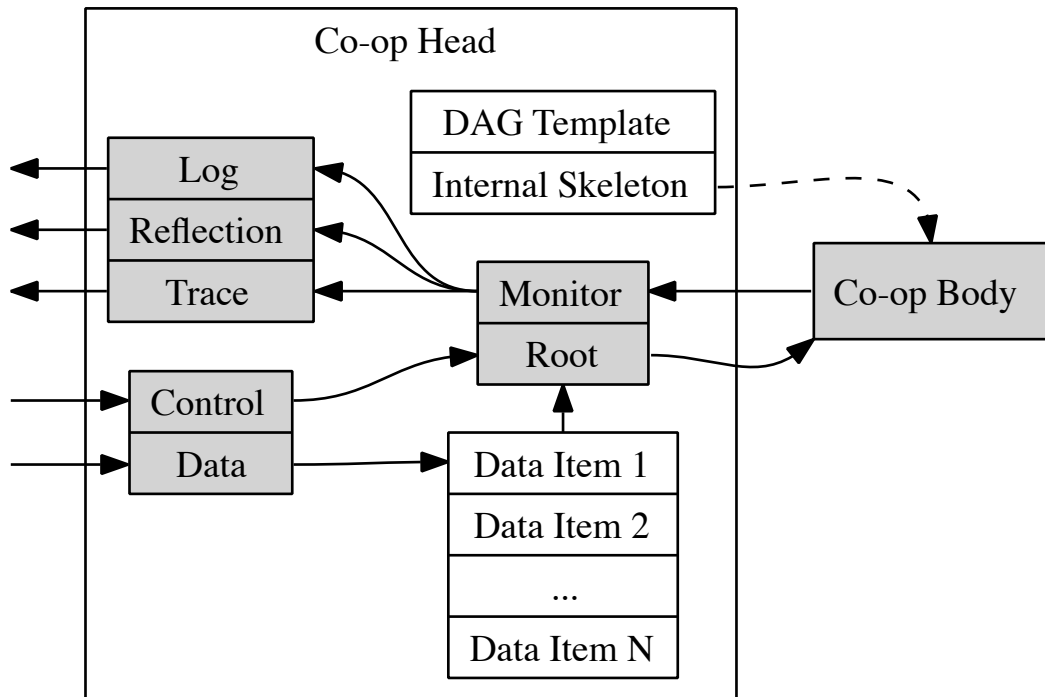 Co-op Head
DAG Template
Internal Skeleton
Log
Reflection
Trace
Monitor
Root
Co-op Body
Control
Data
Data Item 1
Data Item 2
...
Data Item N